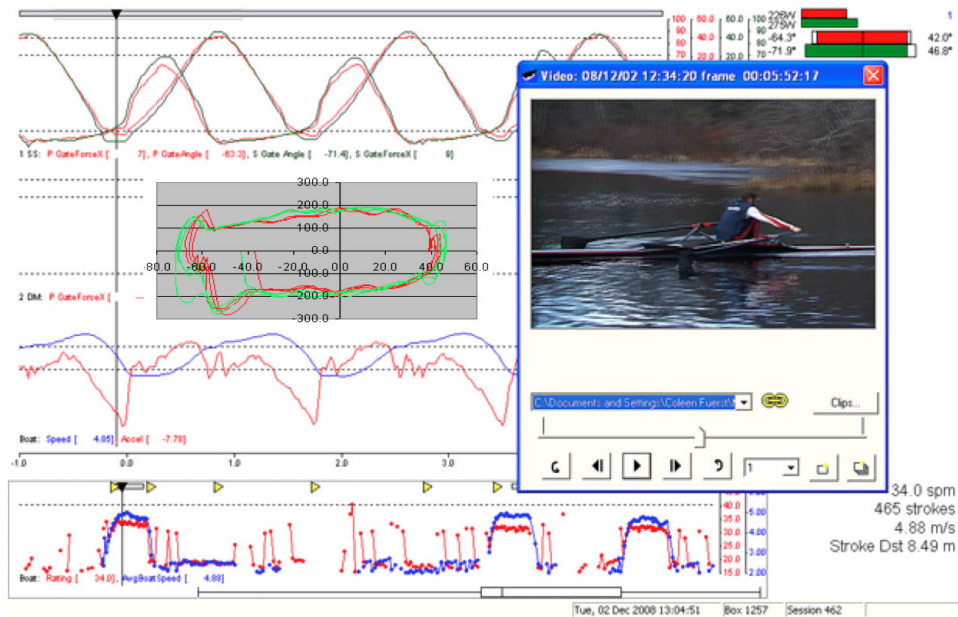 100 60.0 100 60.0 226W
275W
1
90 50.0 90 50.0
80 40.0 80 40.0 -64.3° 42.0°
70 70 -71.9° 46.8°
Video: 08/12/02 12:34:20 frame 00:05:52:17
1 SS: P GateForceX [ 7], P GateAngle [ -63.3], S Gate Angle [ -71.4], S GateForceX [ 9]
300.0
200.0
100.0
0.0
80.0 -60.0 -40.0 -20.0 0.0 20.0 40.0 60.0
-100.0
-200.0
-300.0
2 DM: P GateForceX [ --
C:\Documents and Settings\Coleen Fuerst\
Clips...
Boat: Speed [ 4.85] Accel [ -7.78]
-1.0 0.0 1.0 2.0 3.0
1
34.0 spm
465 strokes
4.88 m/s
Stroke Dst 8.49 m
40.0 5.00
35.0
30.0 4.00
25.0
20.0 3.00
15.0 2.00
Boat: Rating [ 34.0], AvgBoatSpeed [ 4.88]
Tue, 02 Dec 2008 13:04:51 Box 1257 Session 462